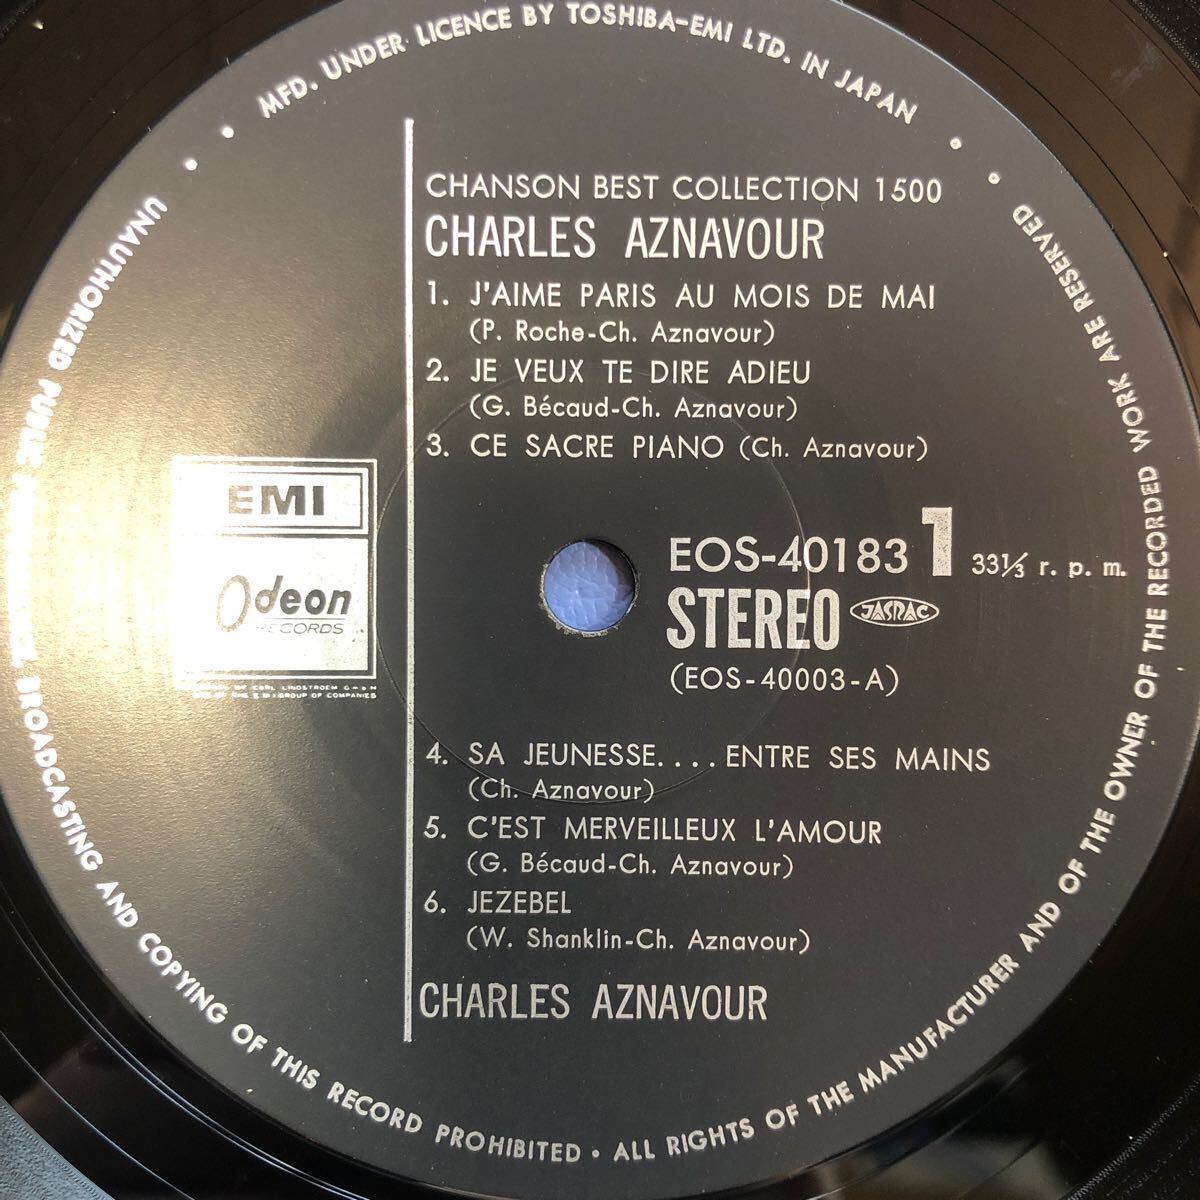 MFD. UNDER LICENCE BY TOSHIBA-EMI LTD. IN JAPAN
CHANSON BEST COLLECTION 1500
CHARLES AZNAVOUR
1. J'AIME PARIS AU MOIS DE MAI
(P. Roche-Ch. Aznavour)
2. JE VEUX TE DIRE ADIEU
(G. Bécaud-Ch. Aznavour)
3. CE SACRE PIANO (Ch. Aznavour)
EMI
Odeon
RECORDS
CARL LINDSTROEM G.m.H
GROUP OF COMPANIES
EOS-40183 1 33⅓ r. p. m.
STEREO JASRAC
(EOS-40003-A)
4. SA JEUNESSE....ENTRE SES MAINS
(Ch. Aznavour)
5. C'EST MERVEILLEUX L'AMOUR
(G. Bécaud-Ch. Aznavour)
6. JEZEBEL
(W. Shanklin-Ch. Aznavour)
CHARLES AZNAVOUR
UNAUTHORIZED PUBLIC PERFORMANCE BROADCASTING AND COPYING OF THIS RECORD PROHIBITED • ALL RIGHTS OF THE MANUFACTURER AND OF THE OWNER OF THE RECORDED WORK ARE RESERVED